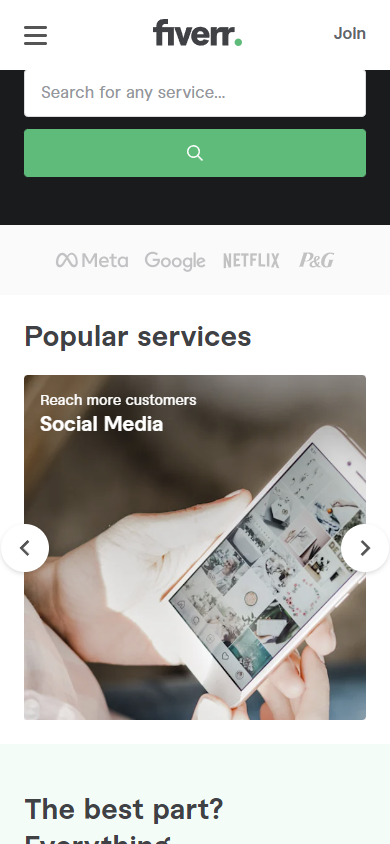 fiverr.
Join
Search for any service...
Meta Google NETFLIX P&G
Popular services
Reach more customers
Social Media
The best part?
Everything